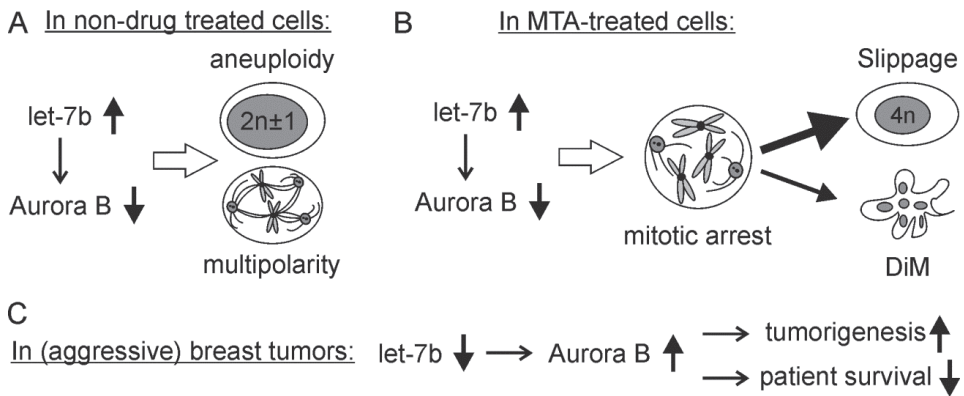 A In non-drug treated cells:
aneuploidy
let-7b
2n±1
Aurora B
multipolarity
B In MTA-treated cells:
Slippage
let-7b
4n
Aurora B
mitotic arrest
DiM
C
In (aggressive) breast tumors: let-7b → Aurora B → tumorigenesis
→ patient survival